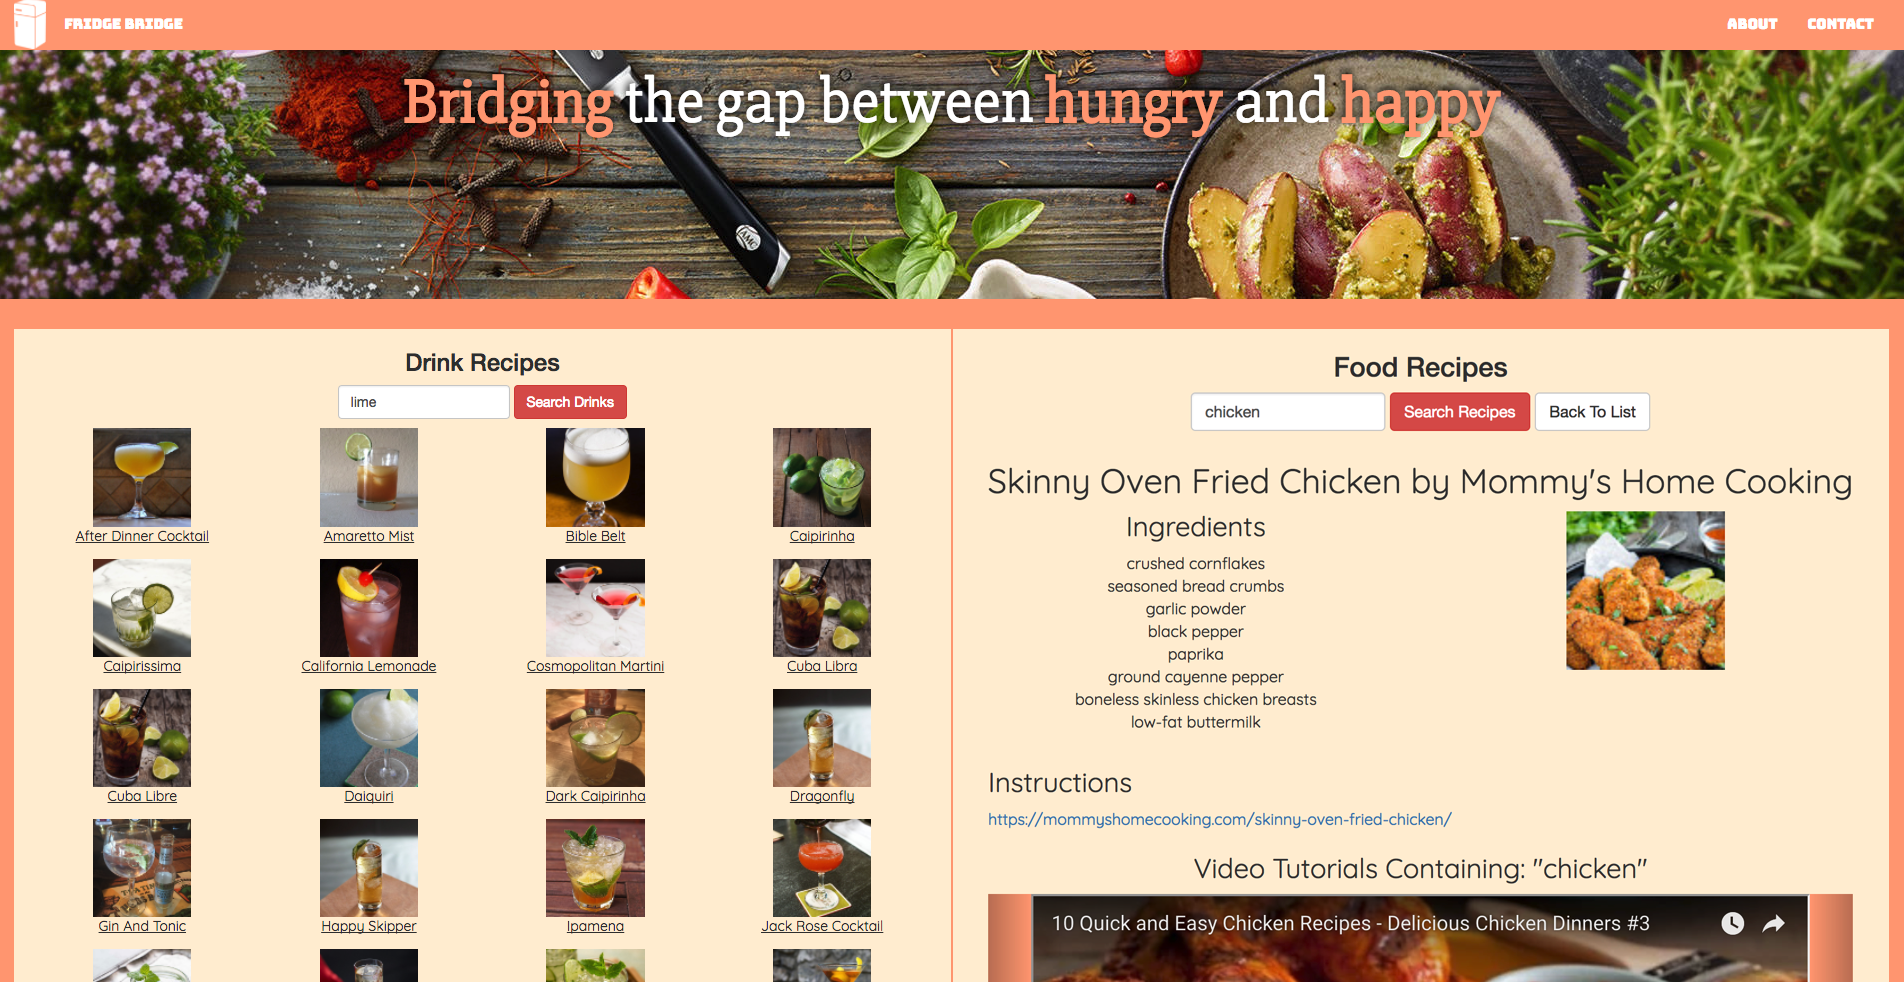 FRIDGE BRIDGE
ABOUT
CONTACT
Bridging the gap between hungry and happy
AMC
Drink Recipes
lime
Search Drinks
After Dinner Cocktail
Amaretto Mist
Bible Belt
Caipirinha
Caipirissima
California Lemonade
Cosmopolitan Martini
Cuba Libra
Cuba Libre
Daiquiri
Dark Caipirinha
Dragonfly
Gin And Tonic
Happy Skipper
Ipamena
Jack Rose Cocktail
Food Recipes
chicken
Search Recipes
Back To List
Skinny Oven Fried Chicken by Mommy's Home Cooking
Ingredients
crushed cornflakes
seasoned bread crumbs
garlic powder
black pepper
paprika
ground cayenne pepper
boneless skinless chicken breasts
low-fat buttermilk
Instructions
https://mommyshomecooking.com/skinny-oven-fried-chicken/
Video Tutorials Containing: "chicken"
10 Quick and Easy Chicken Recipes - Delicious Chicken Dinners #3